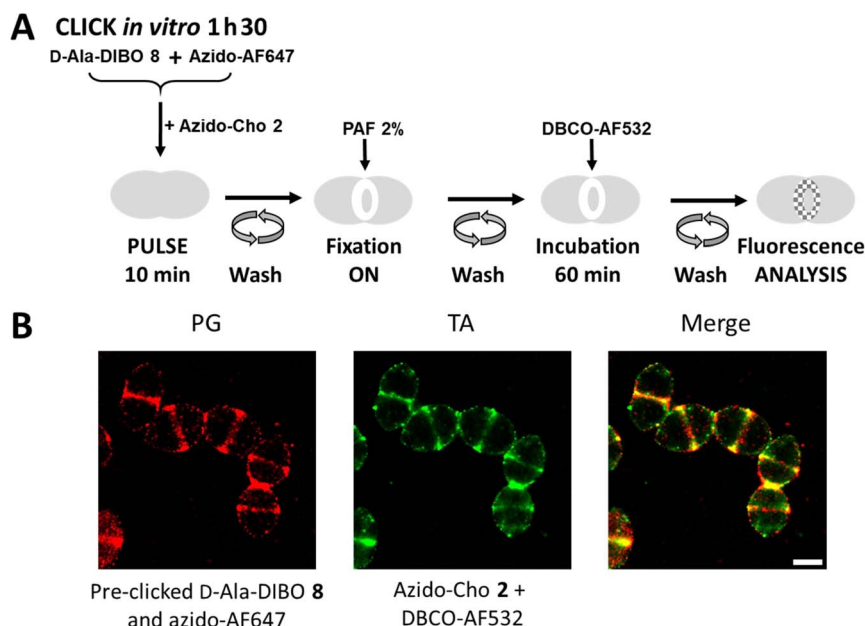 A
CLICK in vitro 1h30
D-Ala-DIBO 8 + Azido-AF647
+ Azido-Cho 2
PAF 2%
DBCO-AF532
PULSE
10 min
Wash
Fixation
ON
Wash
Incubation
60 min
Wash
Fluorescence
ANALYSIS
B
PG
TA
Merge
Pre-clicked D-Ala-DIBO 8
and azido-AF647
Azido-Cho 2 +
DBCO-AF532